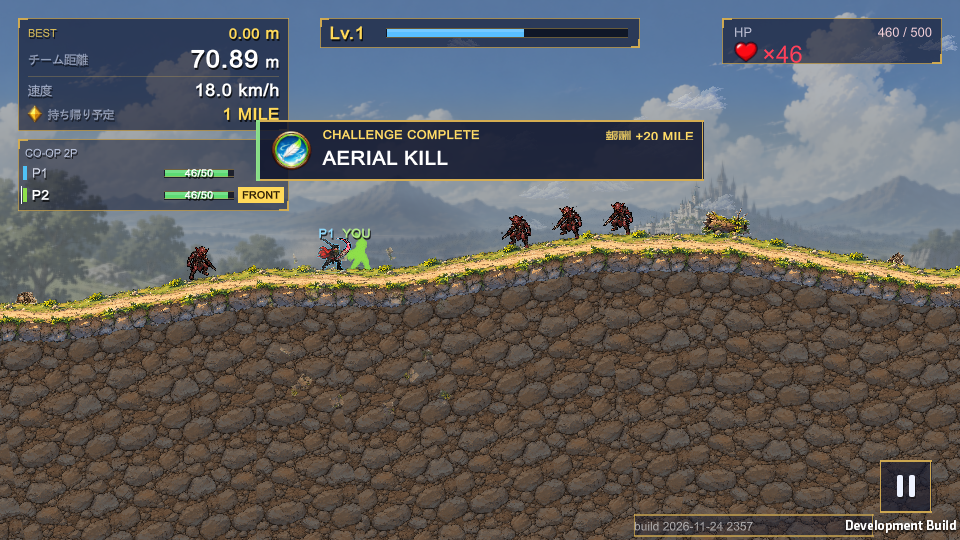 BEST 0.00 m
チーム距離 70.89 m
速度 18.0 km/h
持ち帰り予定 1 MILE
Lv.1
HP 460 / 500
×46
CHALLENGE COMPLETE 報酬 +20 MILE
AERIAL KILL
CO-OP 2P
P1 46/50
P2 46/50 FRONT
P1 YOU
build 2026-11-24 2357
Development Build